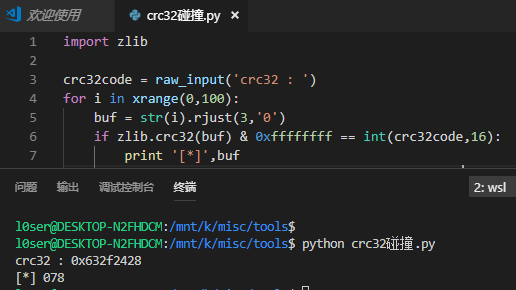 欢迎使用 crc32碰撞.py ×
1 import zlib
2
3 crc32code = raw_input('crc32 : ')
4 for i in xrange(0,100):
5 buf = str(i).rjust(3,'0')
6 if zlib.crc32(buf) & 0xffffffff == int(crc32code,16):
7 print '[*]',buf
问题 输出 调试控制台 终端 2: wsl
l0ser@DESKTOP-N2FHDCM:/mnt/k/misc/tools$
l0ser@DESKTOP-N2FHDCM:/mnt/k/misc/tools$ python crc32碰撞.py
crc32 : 0x632f2428
[*] 078